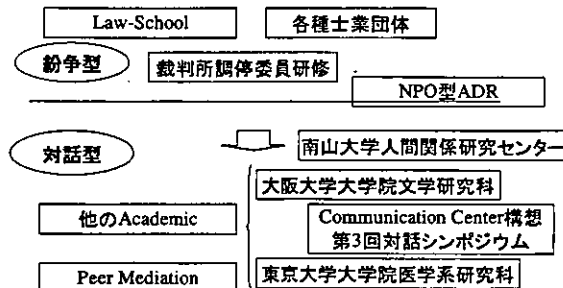 Law-School
各種士業団体
紛争型
裁判所調停委員研修
NPO型ADR
対話型
南山大学人間関係研究センター
大阪大学大学院文学研究科
他のAcademic
Communication Center構想
第3回対話シンポジウム
Peer Mediation
東京大学大学院医学系研究科